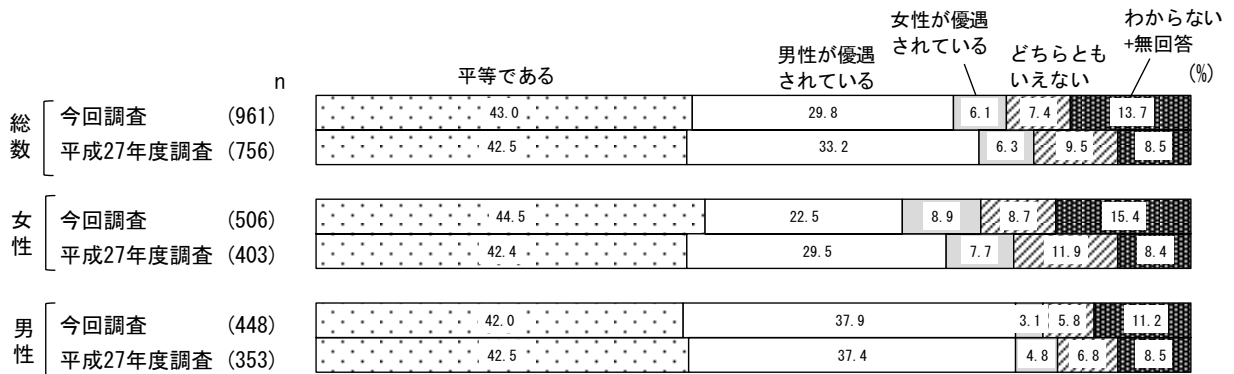 女性が優遇
されている
わからない
+無回答
男性が優遇
されている
どちらとも
いえない
平等である
(%)
n
総数
今回調査 (961) 43.0 29.8 6.1 7.4 13.7
平成27年度調査 (756) 42.5 33.2 6.3 9.5 8.5
女性
今回調査 (506) 44.5 22.5 8.9 8.7 15.4
平成27年度調査 (403) 42.4 29.5 7.7 11.9 8.4
男性
今回調査 (448) 42.0 37.9 3.1 5.8 11.2
平成27年度調査 (353) 42.5 37.4 4.8 6.8 8.5